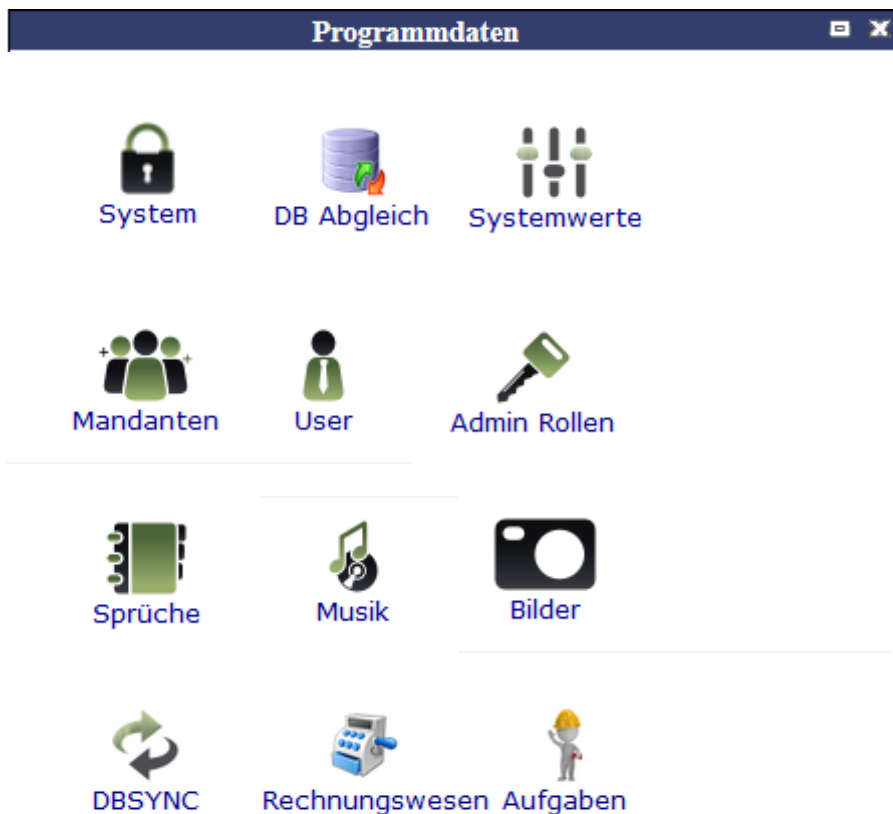 Programmdaten
System DB Abgleich Systemwerte
Mandanten User Admin Rollen
Sprüche Musik Bilder
DBSYNC Rechnungswesen Aufgaben